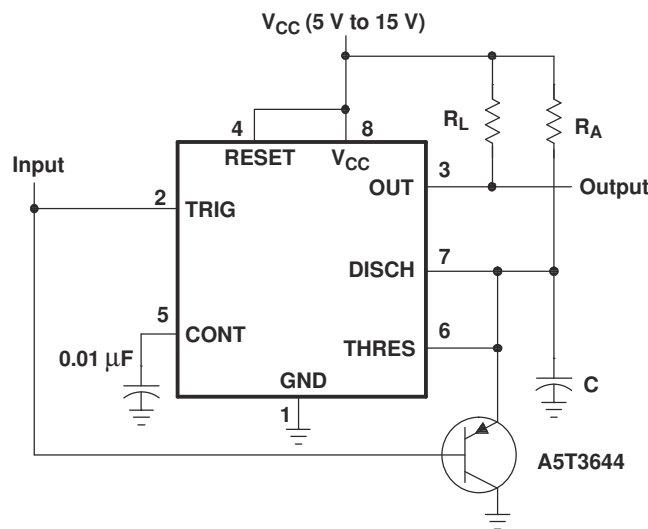 VCC (5 V to 15 V)
4
8
RL
RA
RESET
VCC
Input
3
OUT
Output
2
TRIG
7
DISCH
5
CONT
6
THRES
0.01 μF
GND
C
1
A5T3644